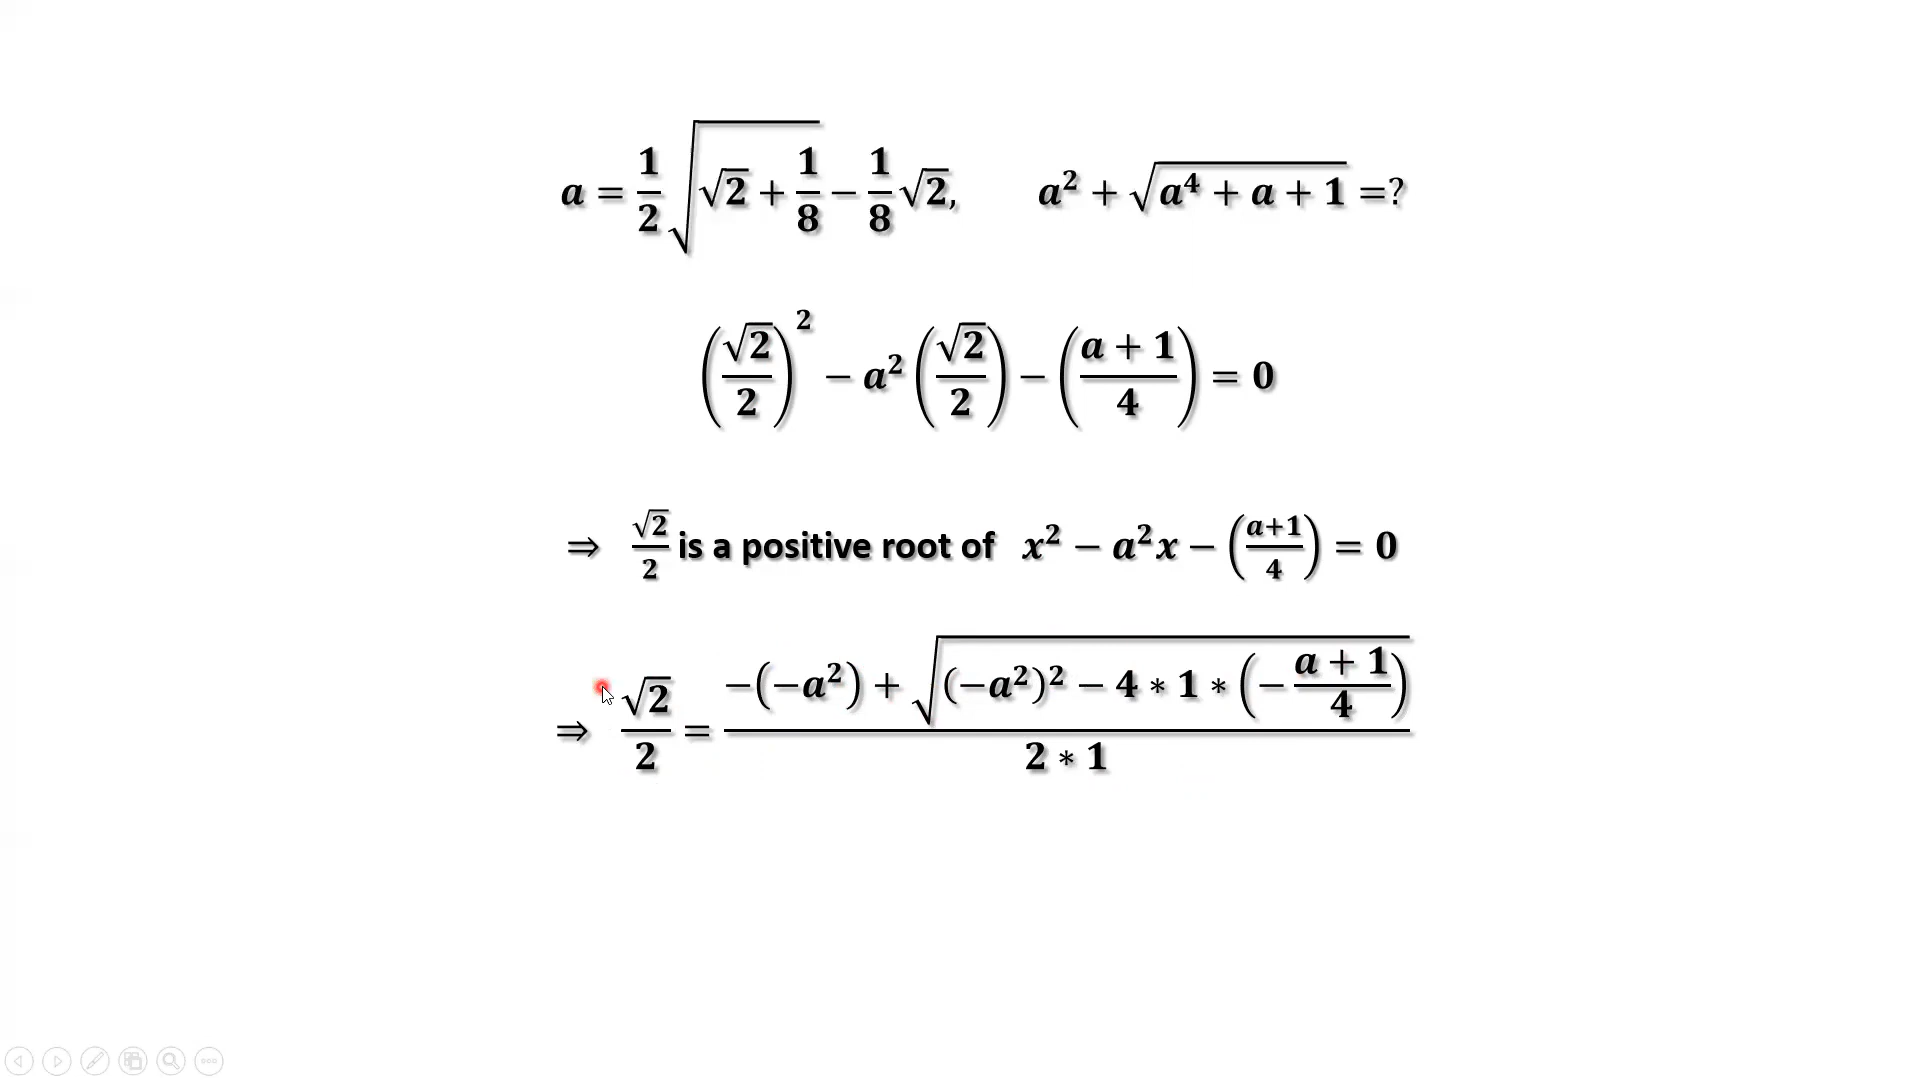 a = 1/2 √(√2 + 1/8) − 1/8 √2, a² + √(a⁴ + a + 1) =?
(√2/2)² − a² (√2/2) − ((a + 1)/4) = 0
⇒ √2/2 is a positive root of x² − a²x − ((a+1)/4) = 0
⇒ √2/2 = (−(−a²) + √((−a²)² − 4 ∗ 1 ∗ (−(a + 1)/4)))/(2 ∗ 1)